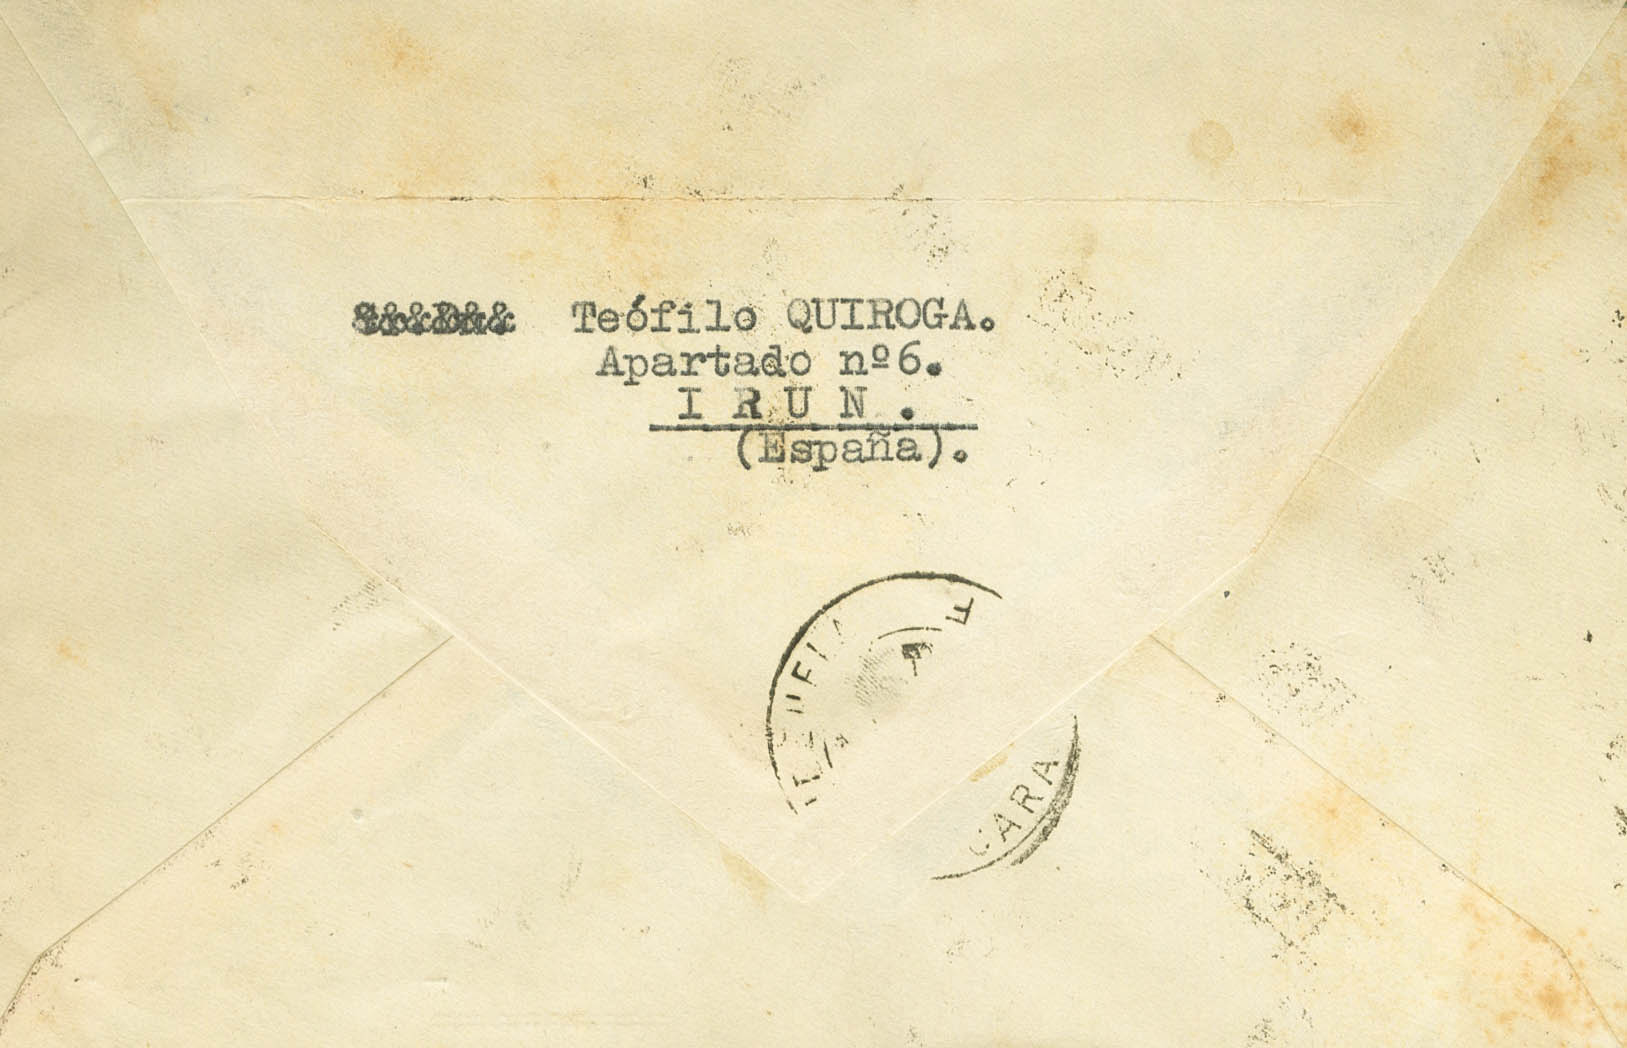 Teófilo QUIROGA.
Apartado nº6.
I R U N .
(España).